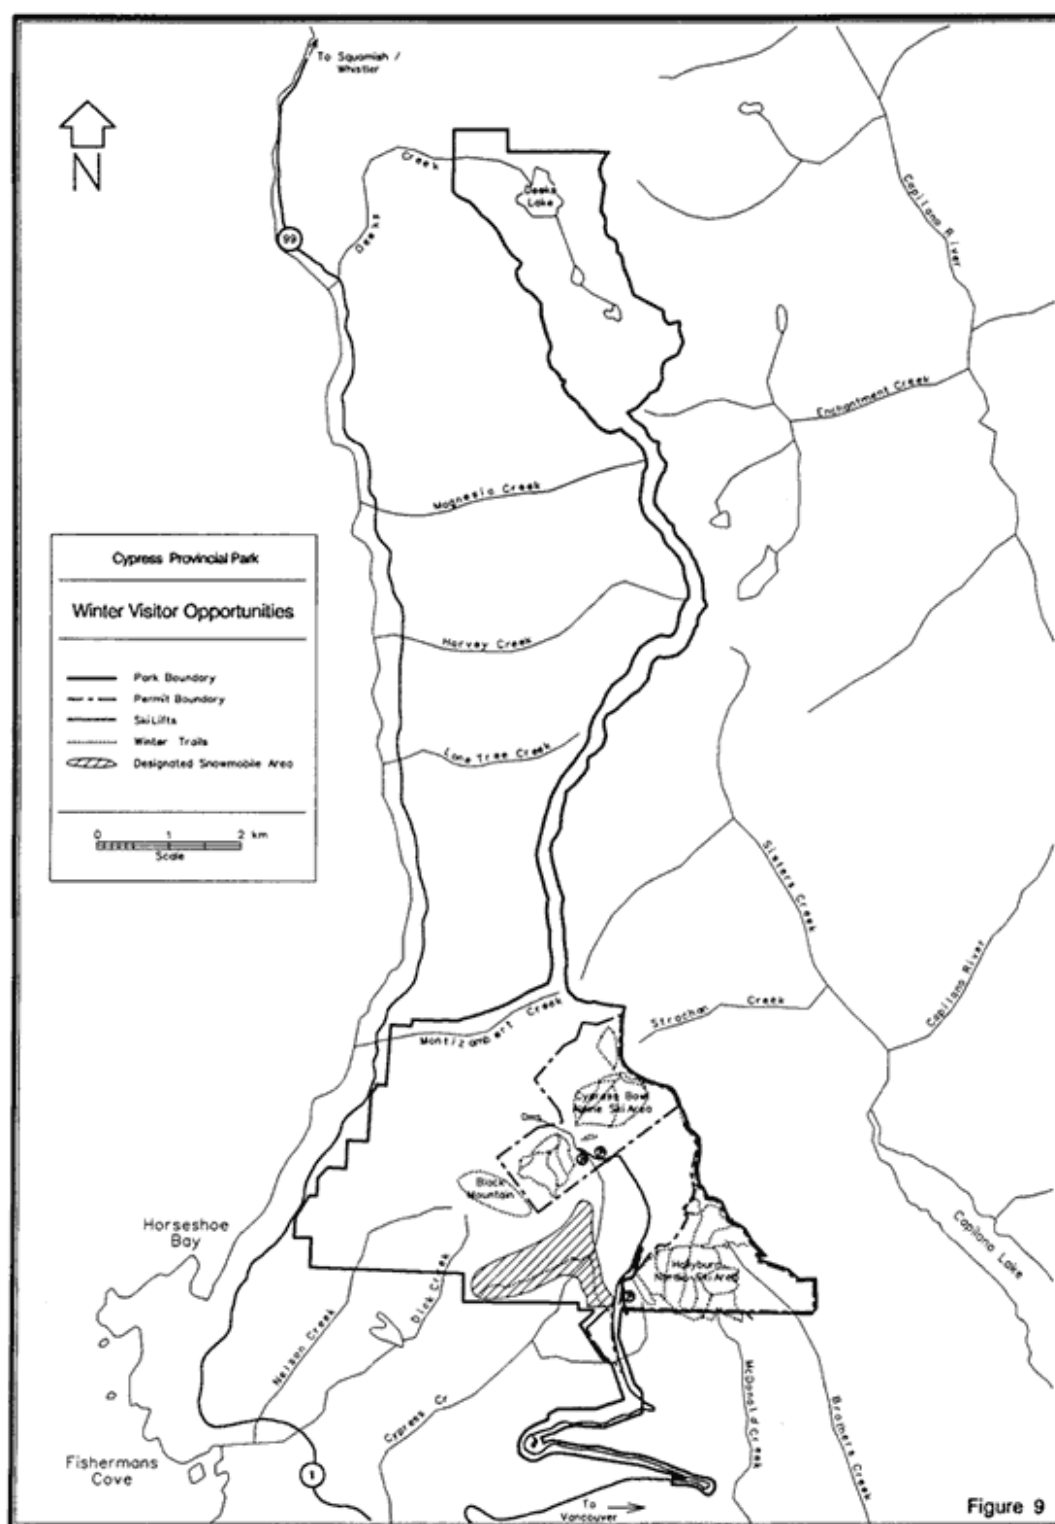 To Squamish /
Whistler
N
Creek
Deeks
Deeks
Lake
99
Capilano River
Enchantment Creek
Magnesia Creek
Cypress Provincial Park
Winter Visitor Opportunities
Park Boundary
Permit Boundary
Ski Lifts
Winter Trails
Designated Snowmobile Area
0 1 2 km
Scale
Harvey Creek
Lone Tree Creek
Sisters Creek
Capilano River
Strachan Creek
Montizambert Creek
Cypress Bowl
Alpine Ski Area
Black
Mountain
Horseshoe
Bay
Capilano Lake
Hollyburn
Nordic Ski Area
Nelson Creek
Dick Creek
Cypress Cr
McDonald Creek
Bramers Creek
Fishermans
Cove
1
To
Vancouver
Figure 9